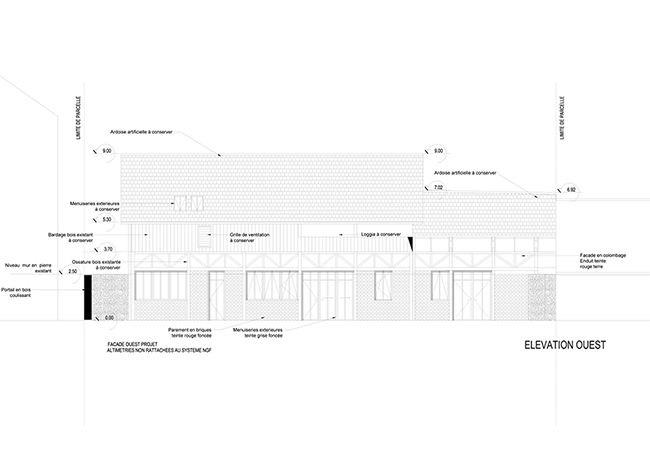 LIMITE DE PARCELLE
LIMITE DE PARCELLE
Ardoise artificielle à conserver
9.00
9.00
Ardoise artificielle à conserver
7.02
6.92
Menuiseries exterieures
à conserver
5.30
Bardage bois existant
à conserver
Grille de ventilation
à conserver
Loggia à conserver
3.70
Ossature bois existante
à conserver
Facade en colombage
Enduit teinte
rouge terre
Niveau mur en pierre
existant
2.50
Portail en bois
coulissant
0.00
Parement en briques
teinte rouge foncée
Menuiseries exterieures
teinte grise foncée
FACADE OUEST PROJET
ALTIMETRIES NON RATTACHEES AU SYSTEME NGF
ELEVATION OUEST